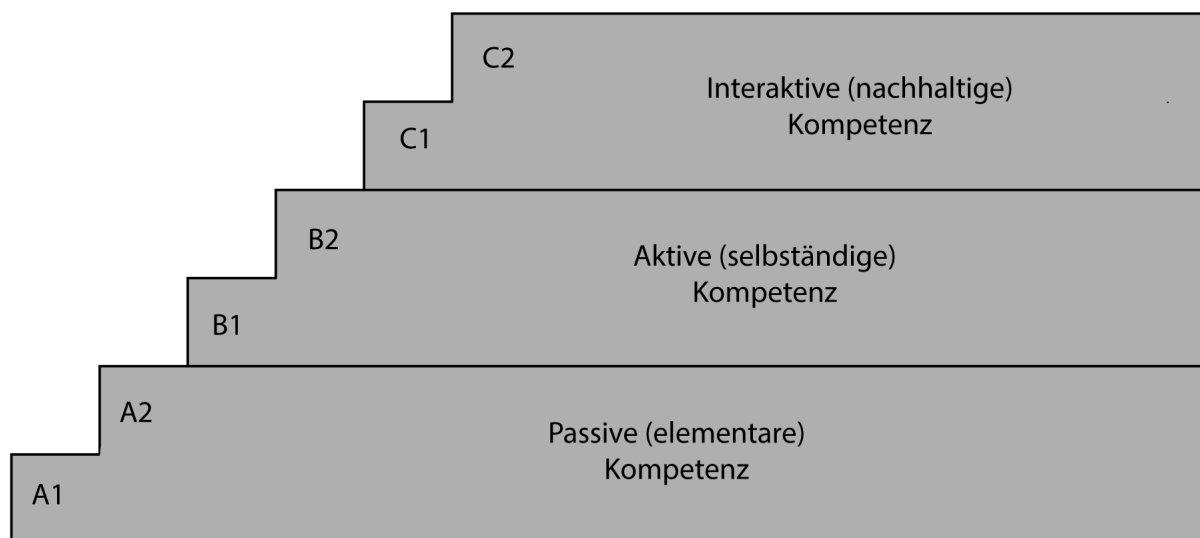 C2
Interaktive (nachhaltige)
Kompetenz
C1
B2
Aktive (selbständige)
Kompetenz
B1
A2
Passive (elementare)
Kompetenz
A1